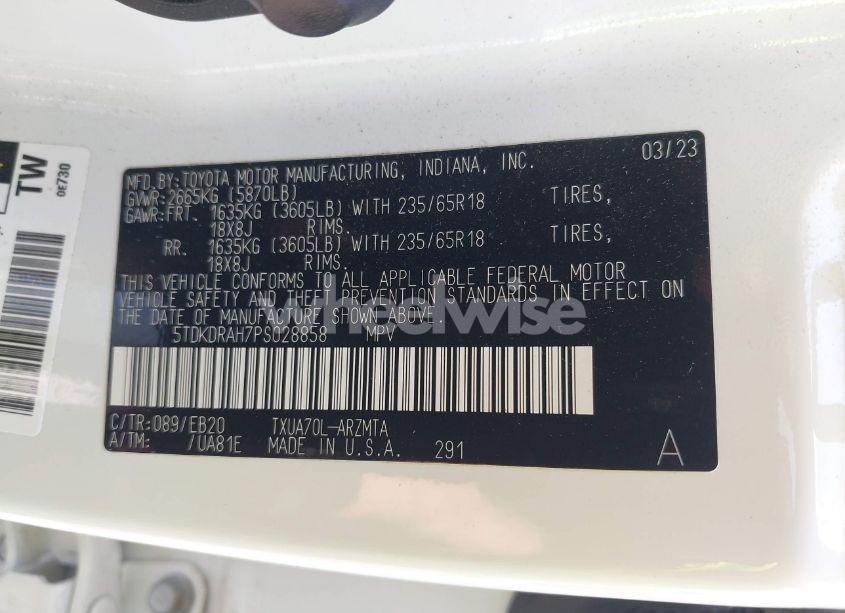 TW
0E730
MFD.BY:TOYOTA MOTOR MANUFACTURING, INDIANA, INC. 03/23
GVWR:2665KG (5870LB)
GAWR:FRT. 1635KG (3605LB) WITH 235/65R18 TIRES,
18X8J RIMS.
RR. 1635KG (3605LB) WITH 235/65R18 TIRES,
18X8J RIMS.
THIS VEHICLE CONFORMS TO ALL APPLICABLE FEDERAL MOTOR
VEHICLE SAFETY AND THEFT PREVENTION STANDARDS IN EFFECT ON
THE DATE OF MANUFACTURE SHOWN ABOVE.
wheelwise
5TDKDRAH7PS028858 MPV
C/TR:089/EB20 TXUA70L-ARZMTA
A/TM: /UA81E MADE IN U.S.A. 291 A